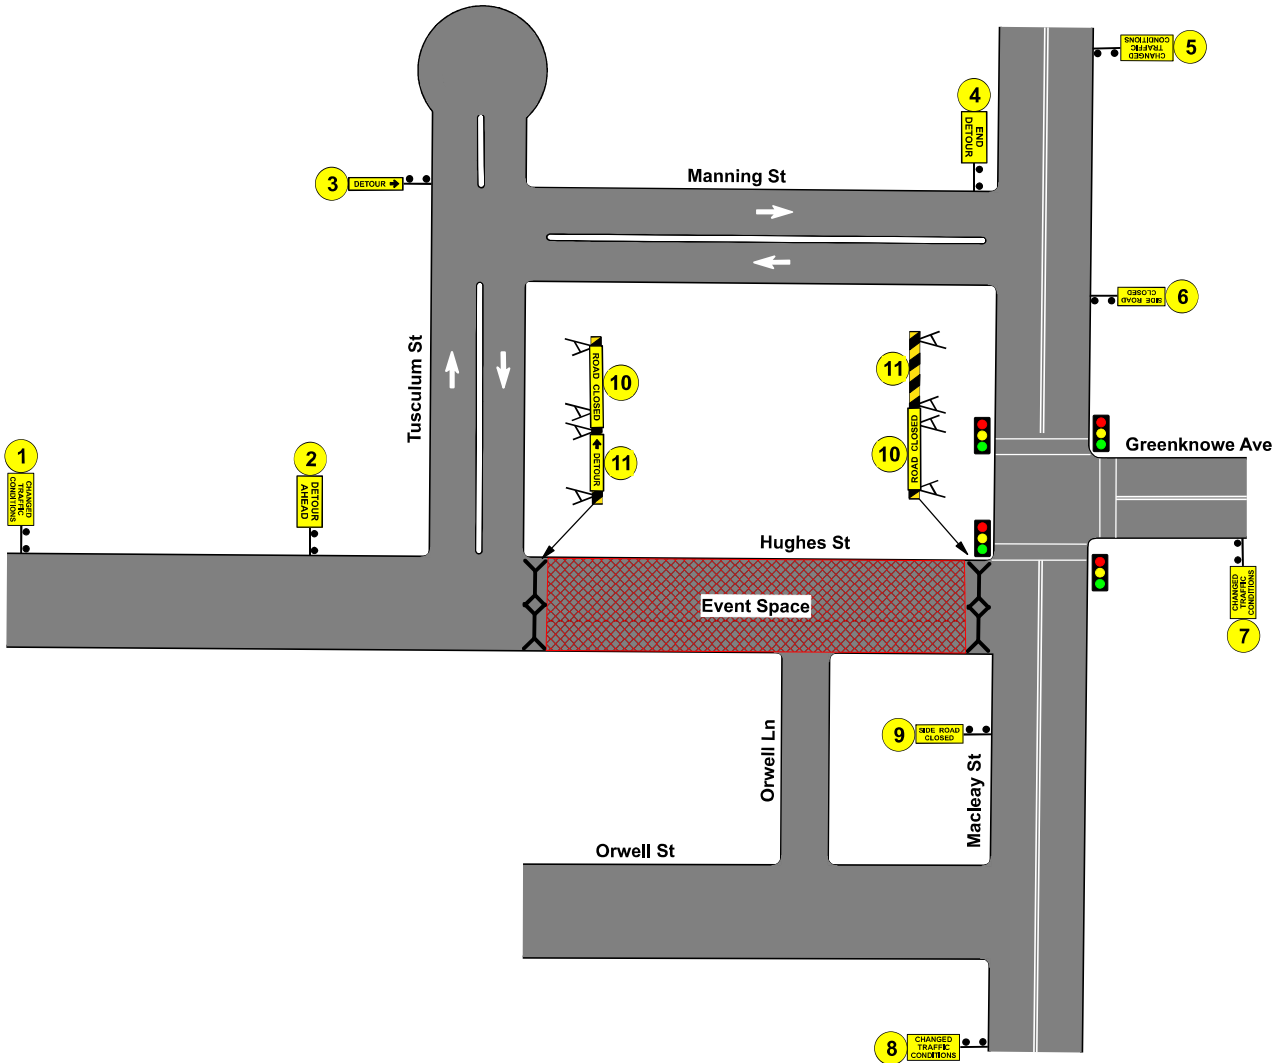 5
CHANGED
TRAFFIC
CONDITIONS
4
END
DETOUR
Manning St
3
DETOUR
6
SIDE ROAD
CLOSED
Tusculum St
10
ROAD CLOSED
11
DETOUR
11
10
ROAD CLOSED
Greenknowe Ave
1
CHANGED
TRAFFIC
CONDITIONS
2
DETOUR
AHEAD
Hughes St
Event Space
CHANGED
TRAFFIC
CONDITIONS
7
9
SIDE ROAD
CLOSED
Orwell Ln
Macleay St
Orwell St
8
CHANGED
TRAFFIC
CONDITIONS